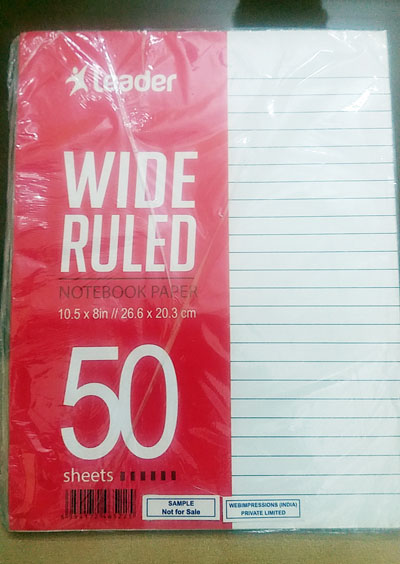 Leader
WIDE
RULED
NOTEBOOK PAPER
10.5 x 8in // 26.6 x 20.3 cm
50
sheets
SAMPLE
Not for Sale
WEBIMPRESSIONS (INDIA)
PRIVATE LIMITED